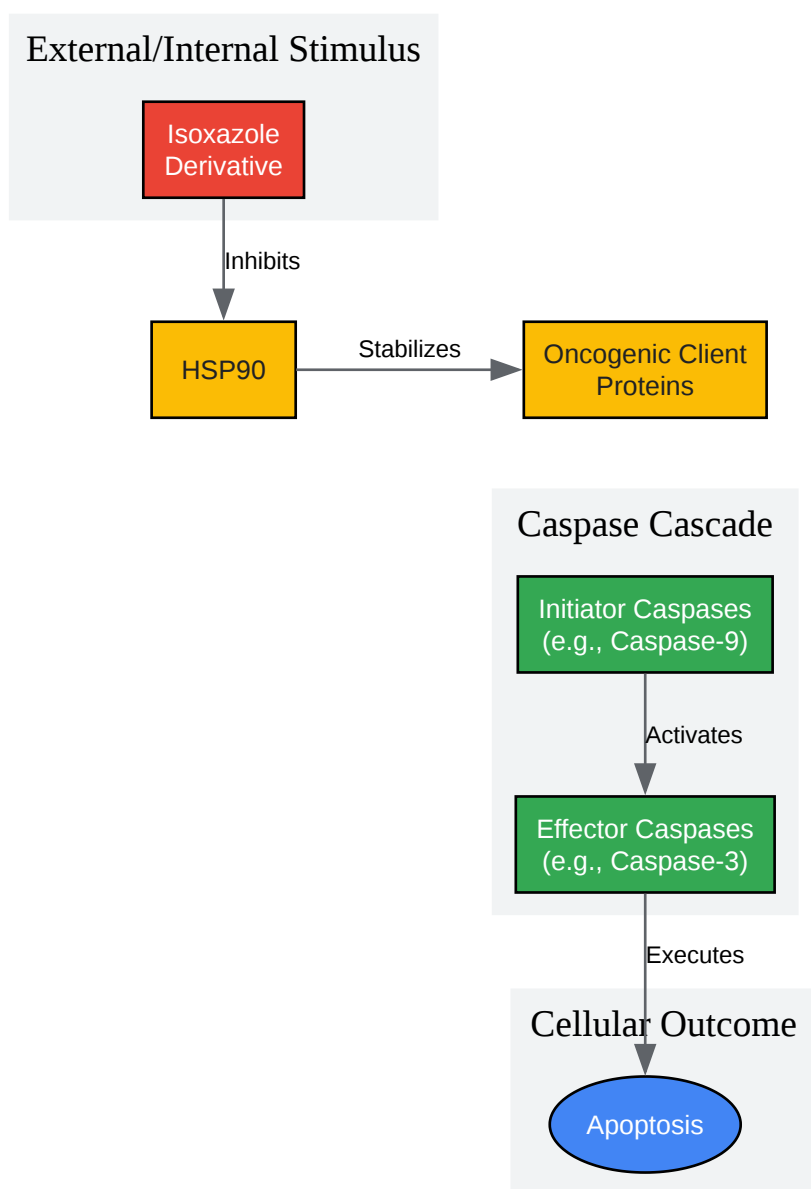 External/Internal Stimulus
Isoxazole
Derivative
Inhibits
HSP90
Stabilizes
Oncogenic Client
Proteins
Caspase Cascade
Initiator Caspases
(e.g., Caspase-9)
Activates
Effector Caspases
(e.g., Caspase-3)
Executes
Cellular Outcome
Apoptosis